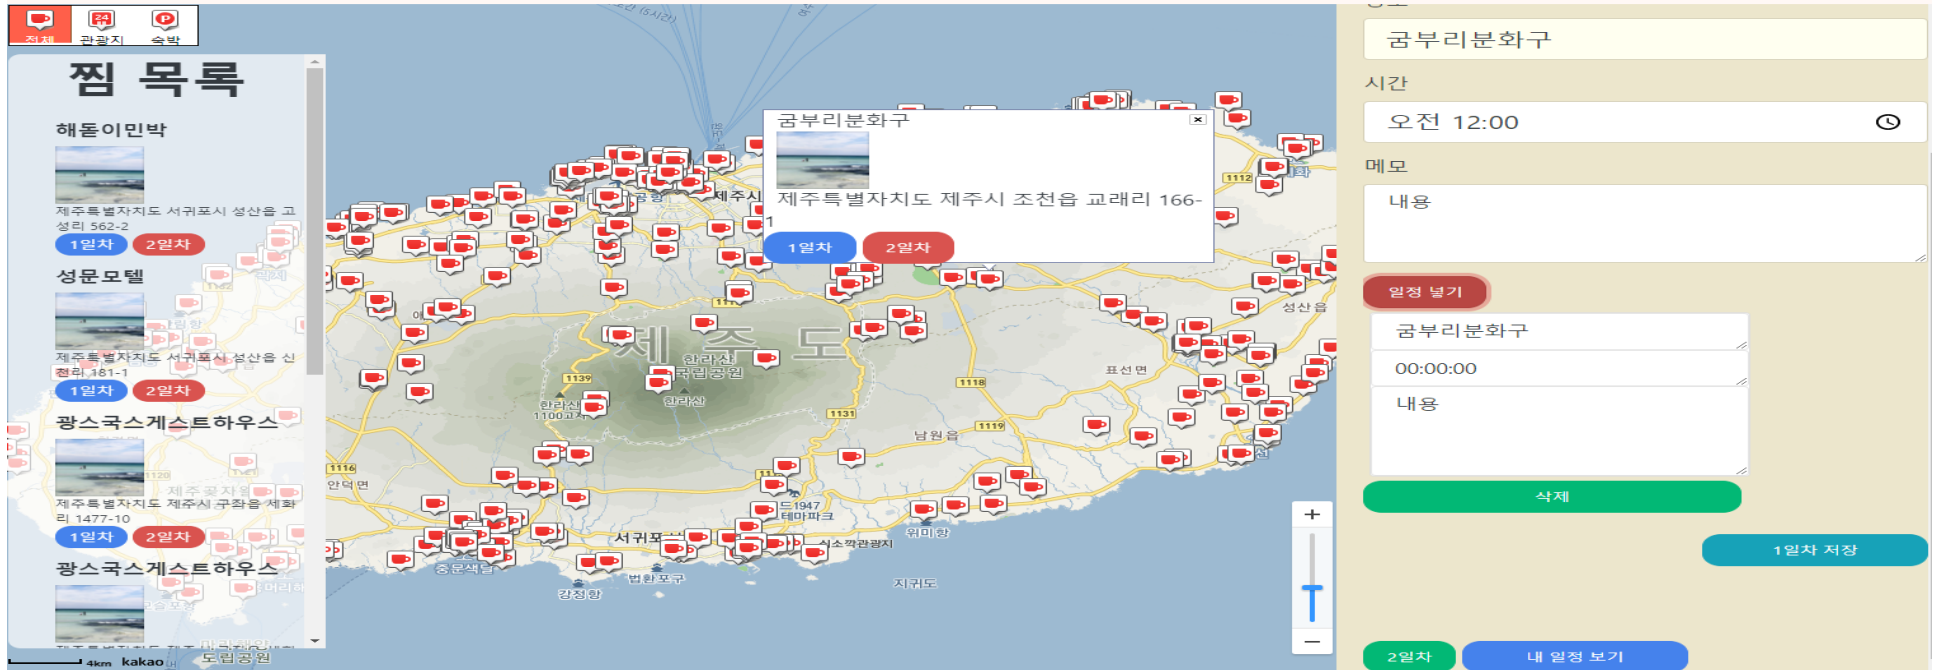 전체
관광지
숙박
찜 목록
해돋이민박
제주특별자치도 서귀포시 성산읍 고
성리 562-2
1일차
2일차
성문모텔
제주특별자치도 서귀포시 성산읍 신
천리 181-1
1일차
2일차
광스국스게스트하우스
제주특별자치도 제주시 구좌읍 세화
리 1477-10
1일차
2일차
광스국스게스트하우스
4km kakao
도립공원
굼부리분화구
제주특별자치도 제주시 조천읍 교래리 166-
1
1일차
2일차
제주시
1112
제 주 도
한라산
국립공원
한라산
1139
1118
1131
1119
1116
안덕면
남원읍
표선면
성산읍
서귀포
위미항
지귀도
법환포구
강정항
중문색달
테마파크
굼부리분화구
시간
오전 12:00
메모
내용
일정 넣기
굼부리분화구
00:00:00
내용
삭제
1일차 저장
2일차
내 일정 보기